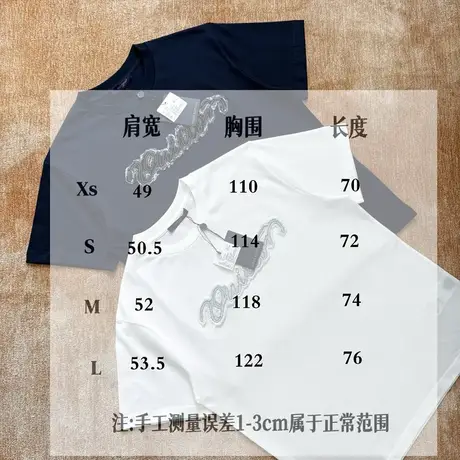 肩宽 胸围 长度
Xs 49 110 70
S 50.5 114 72
M 52 118 74
L 53.5 122 76
注:手工测量误差1-3cm属于正常范围